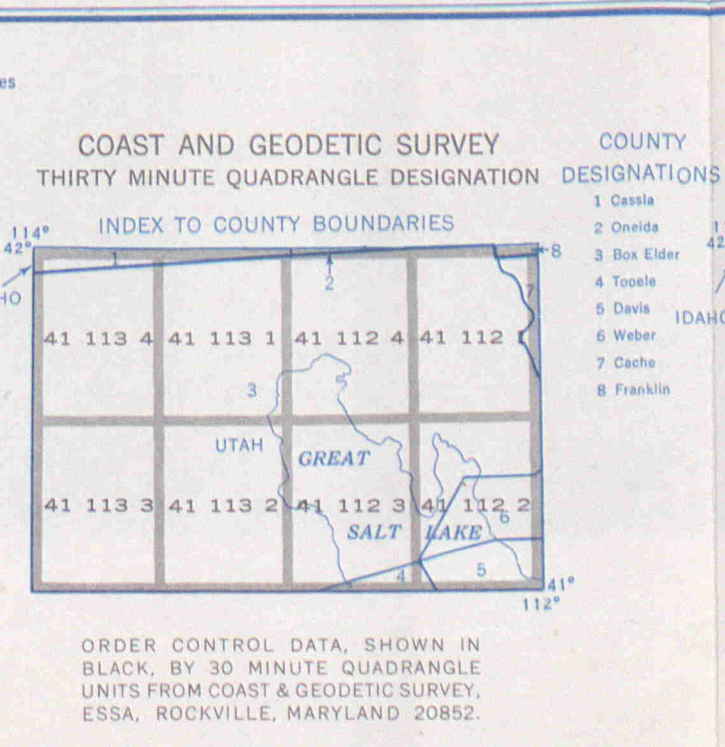 es
COAST AND GEODETIC SURVEY
THIRTY MINUTE QUADRANGLE DESIGNATION
INDEX TO COUNTY BOUNDARIES
COUNTY
DESIGNATIONS
1 Cassia
2 Oneida
3 Box Elder
4 Tooele
5 Davis
6 Weber
7 Cache
8 Franklin
114°
42°
HO
1
2
8
7
41 113 4
41 113 1
41 112 4
41 112 1
3
UTAH
GREAT
41 113 3
41 113 2
41 112 3
41 112 2
6
SALT LAKE
4
5
41°
112°
1
42
IDAHO
ORDER CONTROL DATA, SHOWN IN
BLACK, BY 30 MINUTE QUADRANGLE
UNITS FROM COAST & GEODETIC SURVEY,
ESSA, ROCKVILLE, MARYLAND 20852.